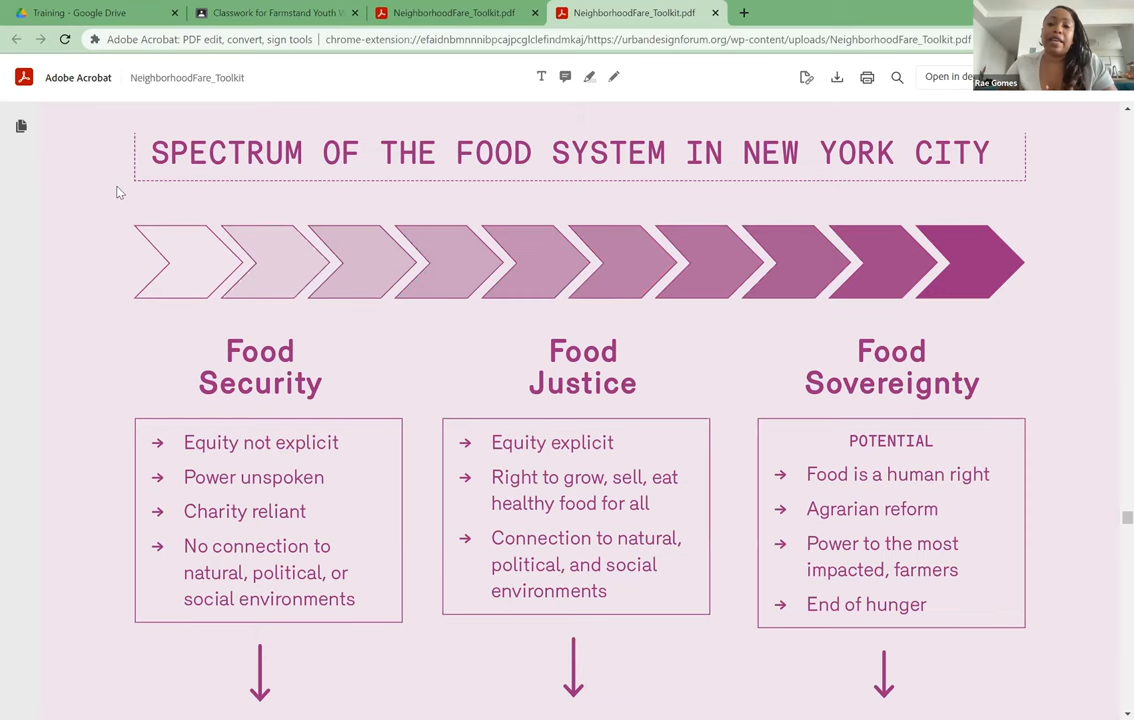 Training - Google Drive
Classwork for Farmstand Youth
NeighborhoodFare_Toolkit.pdf
NeighborhoodFare_Toolkit.pdf
Adobe Acrobat: PDF edit, convert, sign tools
chrome-extension://efaidnbmnnnibpcajpcglclefindmkaj/https://urbandesignforum.org/wp-content/uploads/NeighborhoodFare_Toolkit.pdf
Adobe Acrobat
NeighborhoodFare_Toolkit
Open in de
Rae Gomes
SPECTRUM OF THE FOOD SYSTEM IN NEW YORK CITY
Food
Security
→ Equity not explicit
→ Power unspoken
→ Charity reliant
→ No connection to
natural, political, or
social environments
Food
Justice
→ Equity explicit
→ Right to grow, sell, eat
healthy food for all
→ Connection to natural,
political, and social
environments
Food
Sovereignty
POTENTIAL
→ Food is a human right
→ Agrarian reform
→ Power to the most
impacted, farmers
→ End of hunger